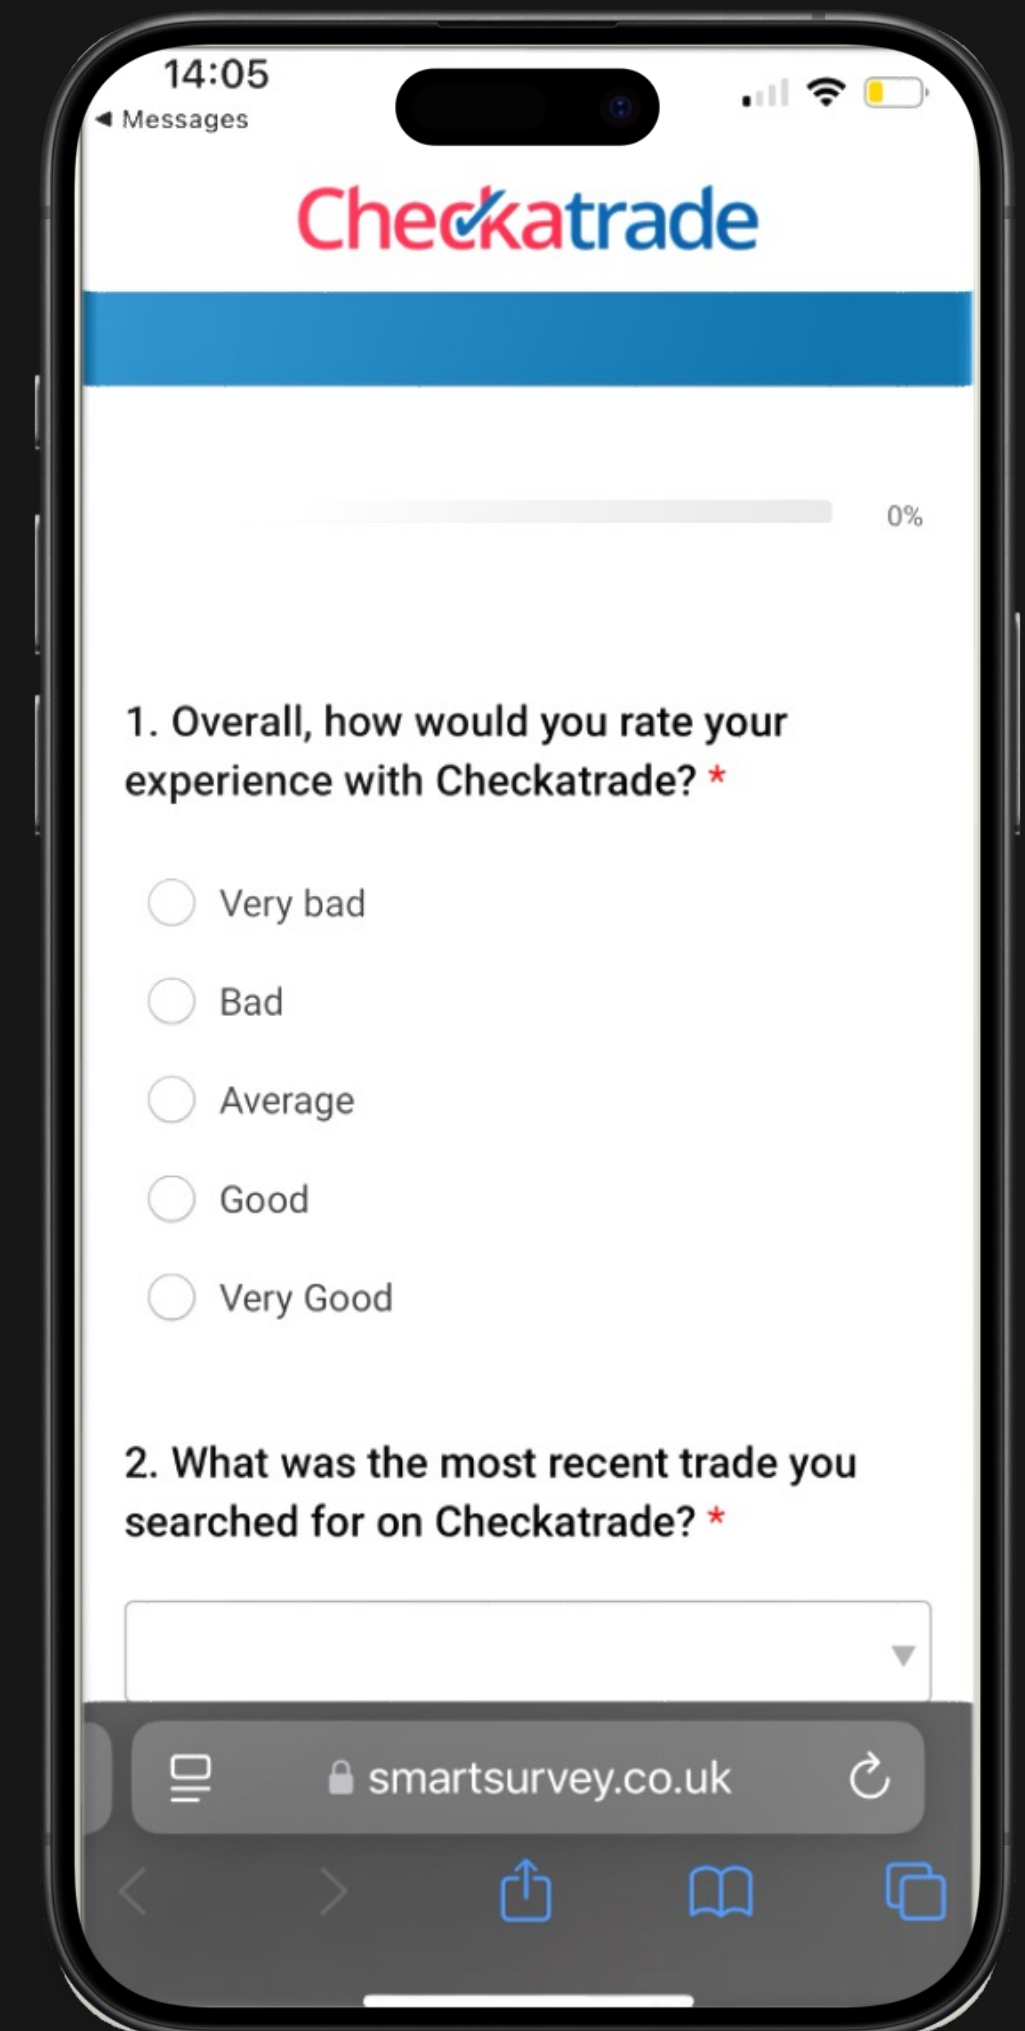 14:05
Messages
Checkatrade
0%
1. Overall, how would you rate your
experience with Checkatrade? *
Very bad
Bad
Average
Good
Very Good
2. What was the most recent trade you
searched for on Checkatrade? *
smartsurvey.co.uk